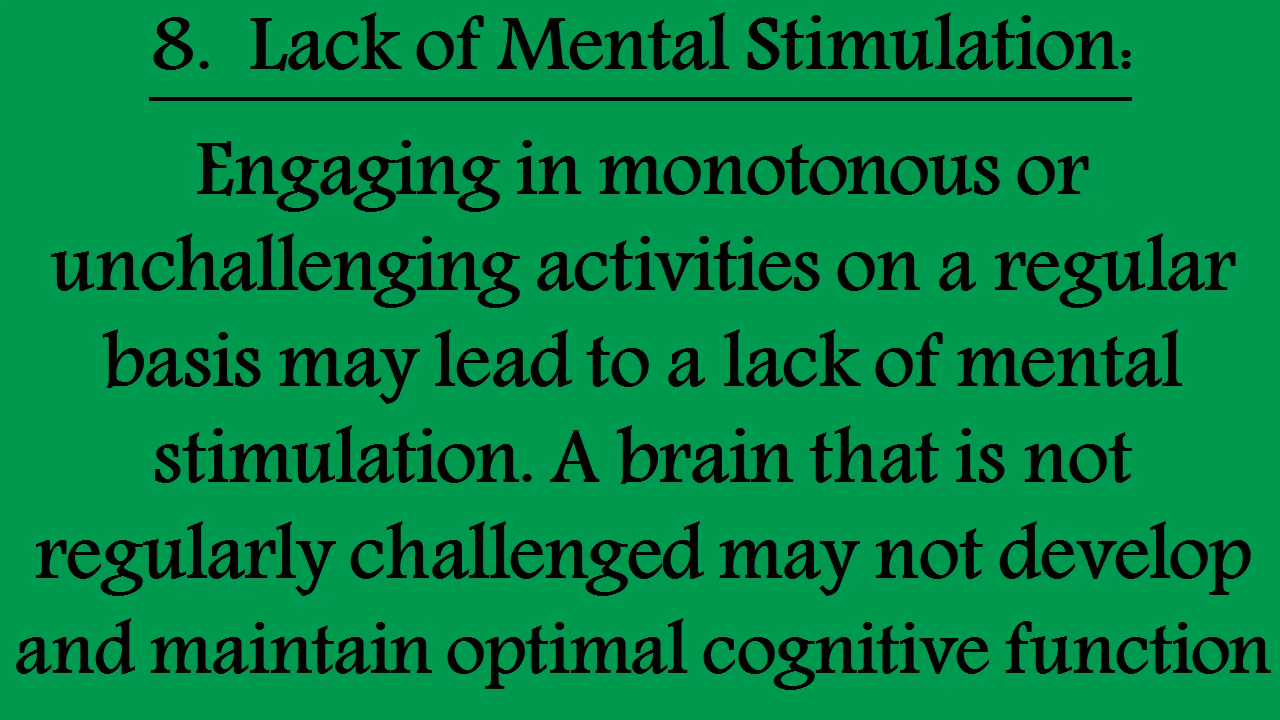 8. Lack of Mental Stimulation:
Engaging in monotonous or
unchallenging activities on a regular
basis may lead to a lack of mental
stimulation. A brain that is not
regularly challenged may not develop
and maintain optimal cognitive function